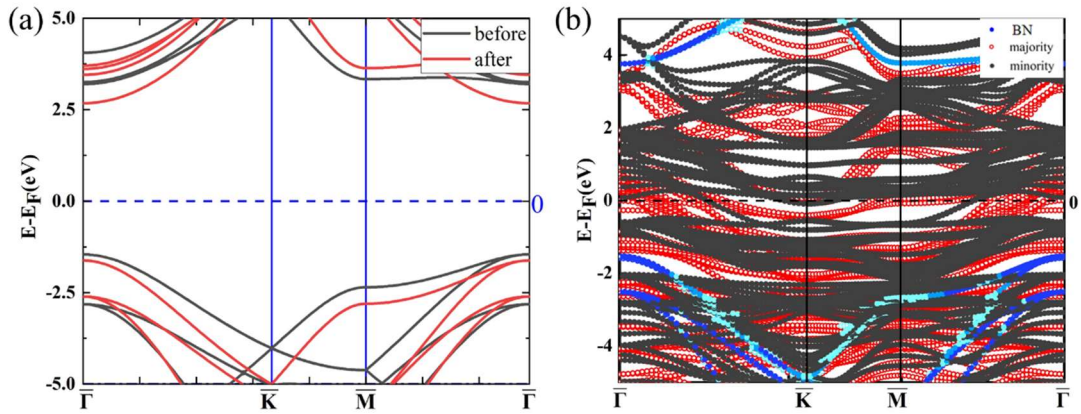 (a)
5.0
2.5
0.0
-2.5
-5.0
E-E_F(eV)
before
after
0
Γ̅ K̅ M̅ Γ̅
(b)
4
2
0
-2
-4
E-E_F(eV)
BN
majority
minority
0
Γ̅ K̅ M̅ Γ̅